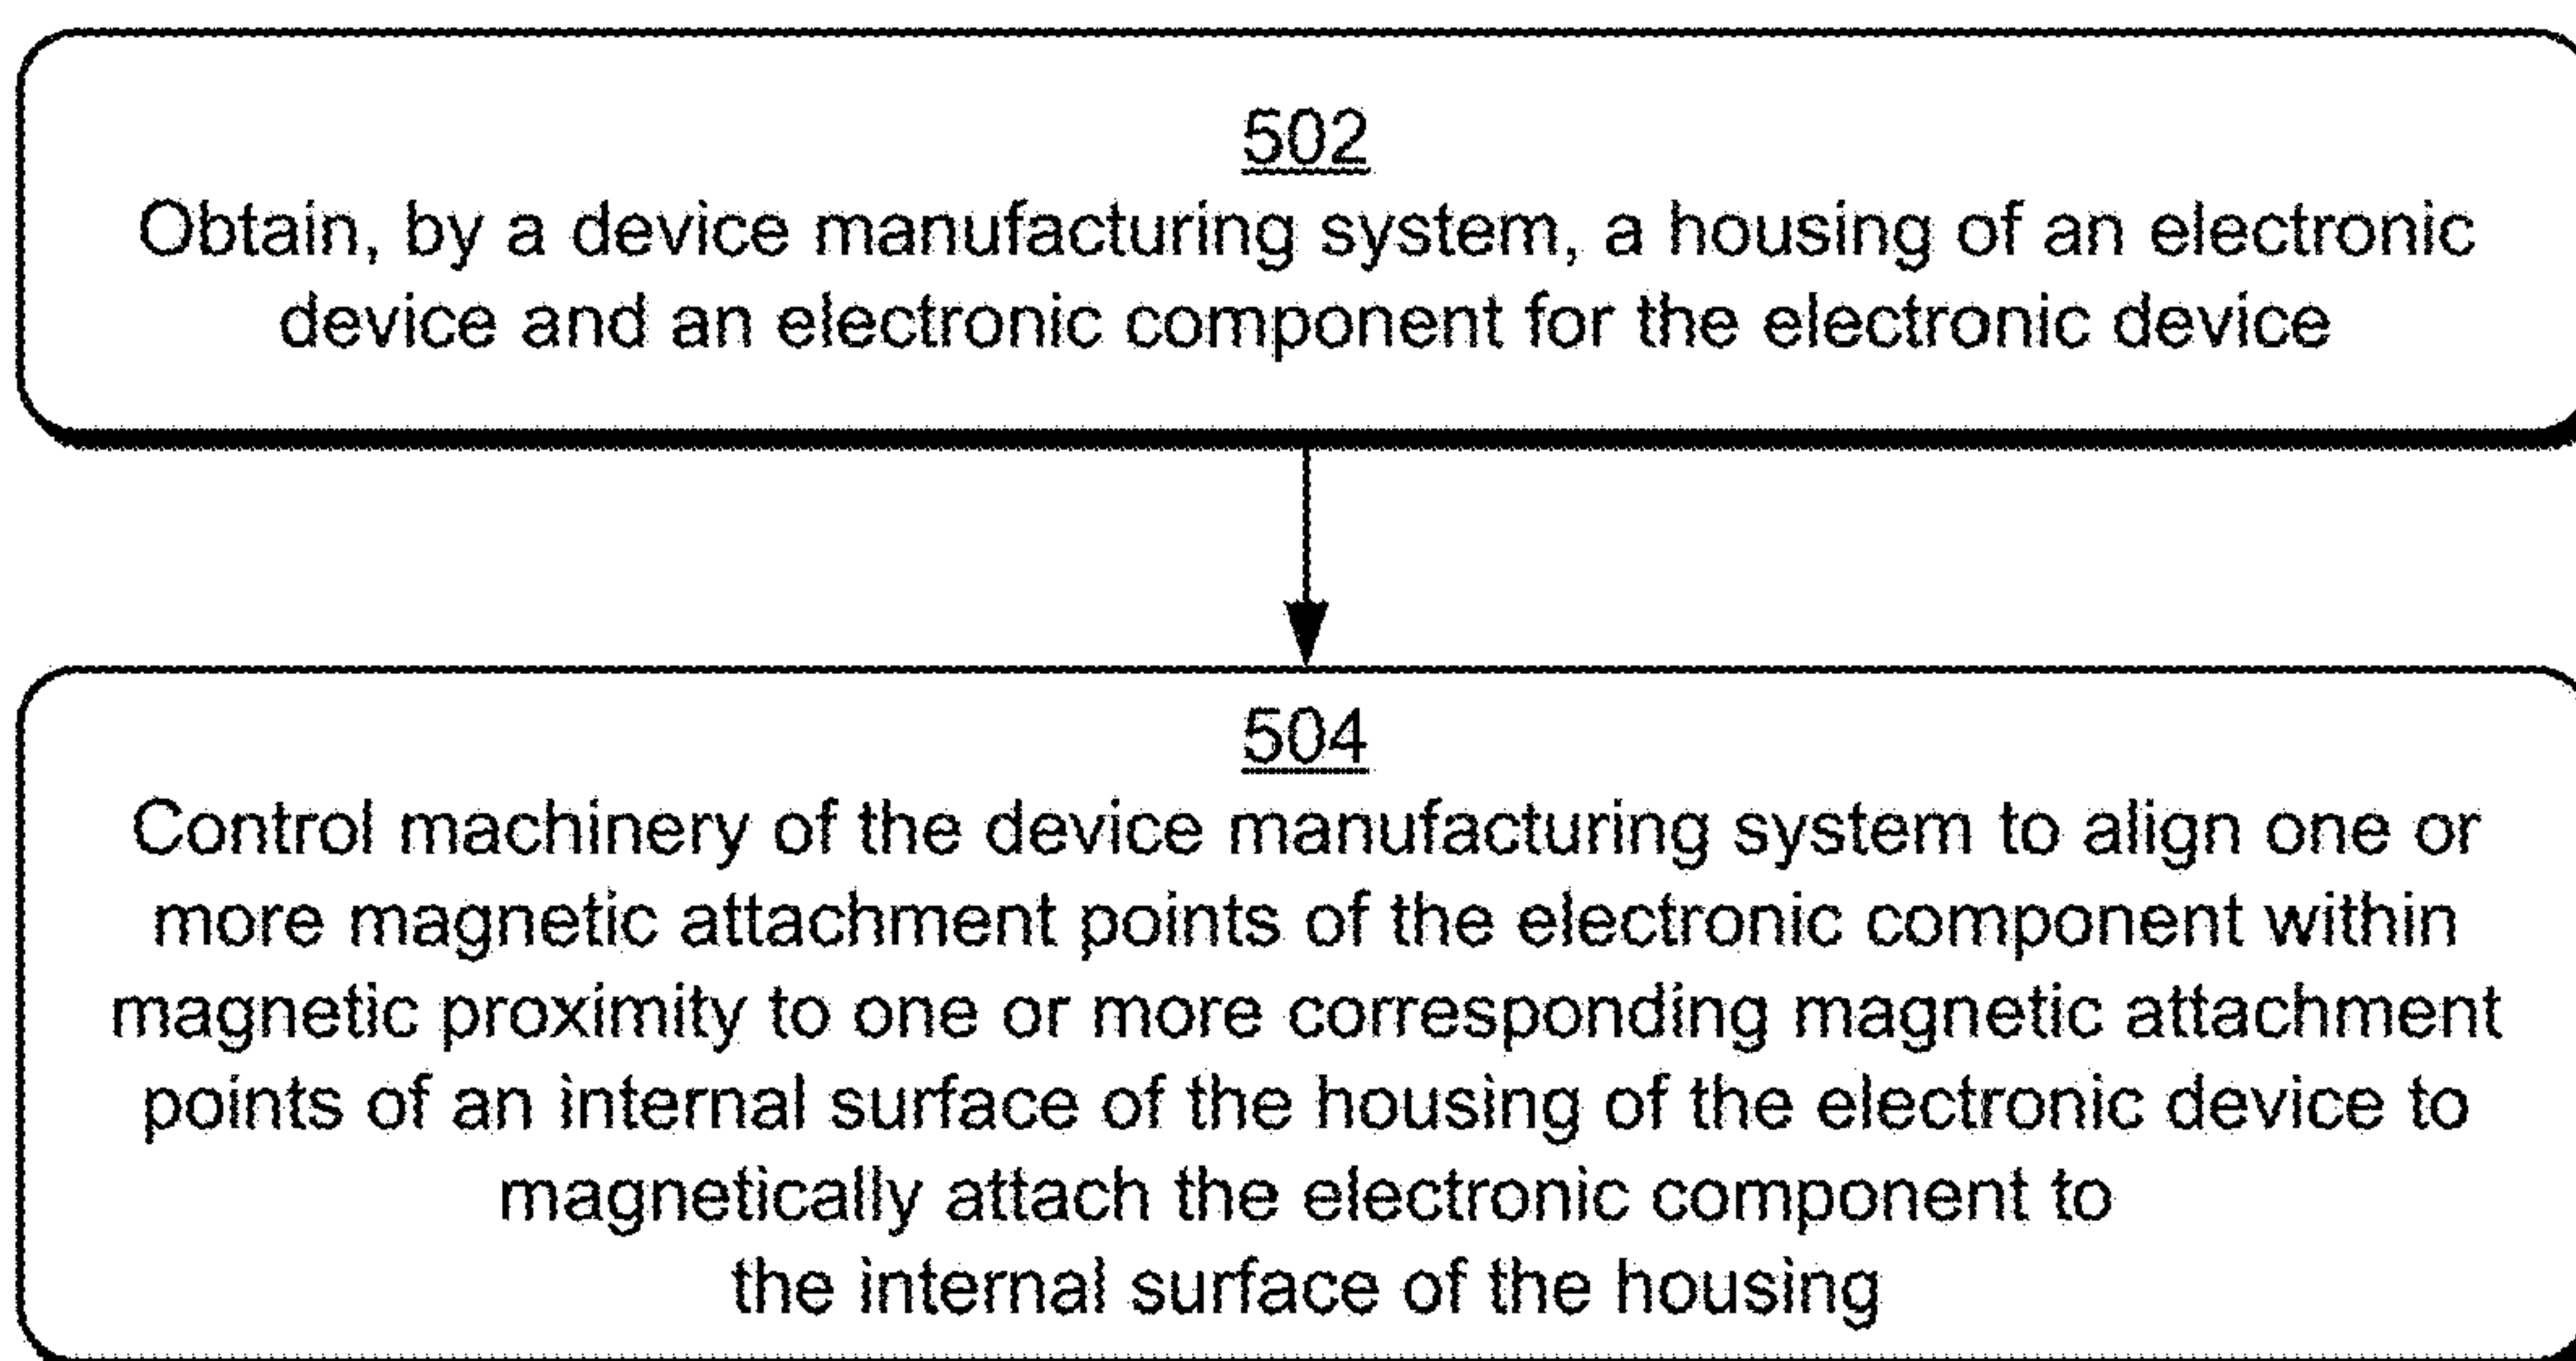 502
Obtain, by a device manufacturing system, a housing of an electronic
device and an electronic component for the electronic device
504
Control machinery of the device manufacturing system to align one or
more magnetic attachment points of the electronic component within
magnetic proximity to one or more corresponding magnetic attachment
points of an internal surface of the housing of the electronic device to
magnetically attach the electronic component to
the internal surface of the housing